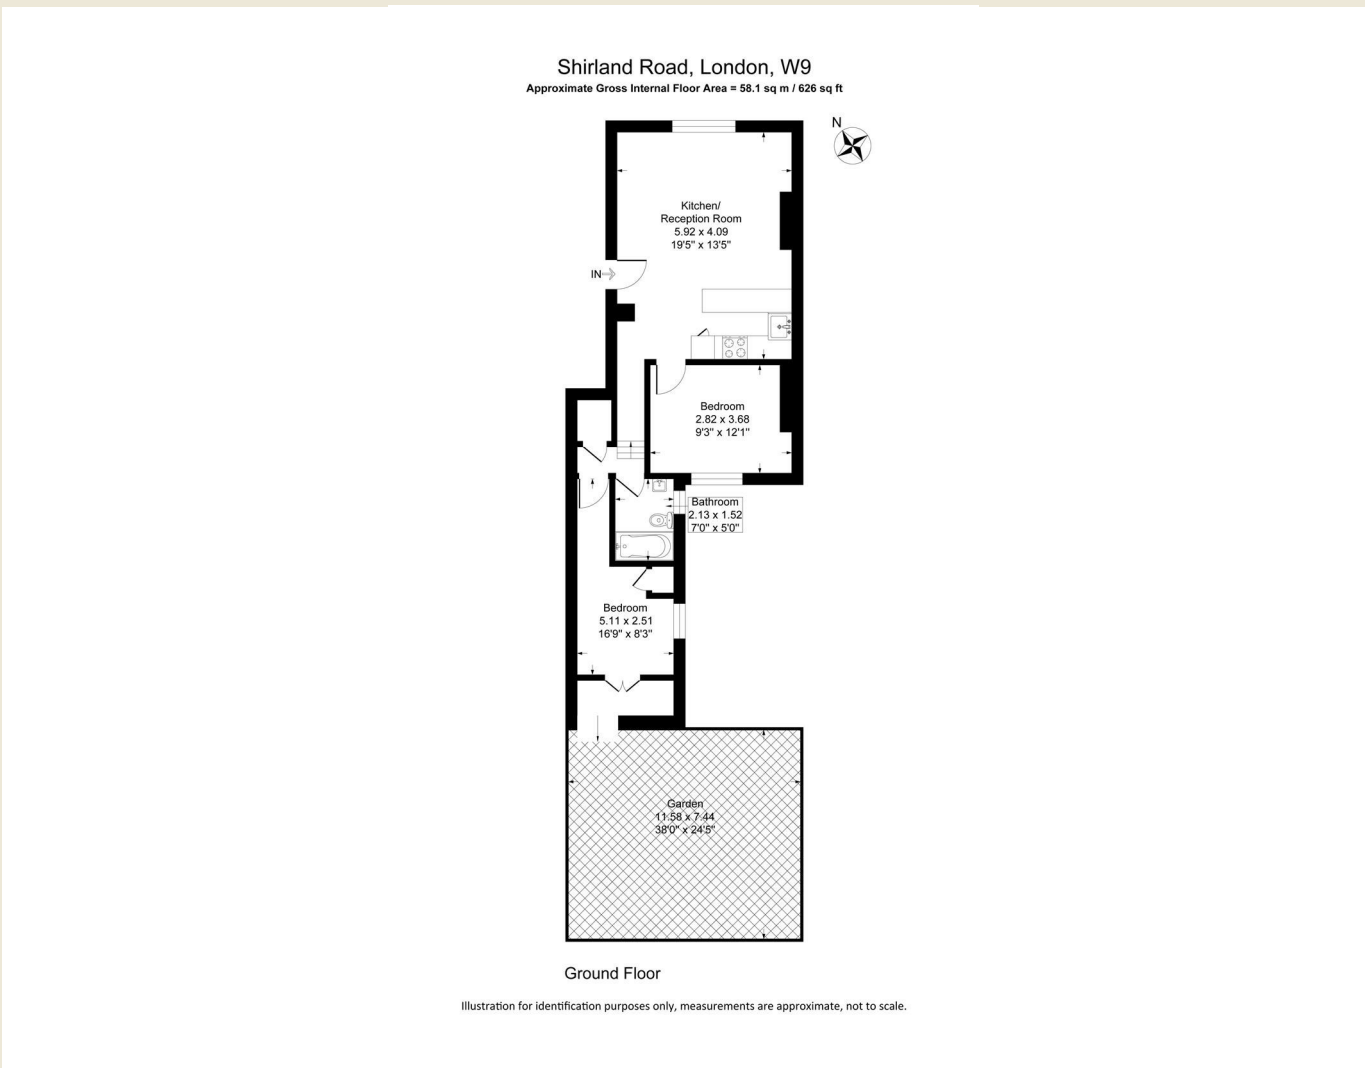 Shirland Road, London, W9
Approximate Gross Internal Floor Area = 58.1 sq m / 626 sq ft
N
Kitchen/
Reception Room
5.92 x 4.09
19'5" x 13'5"
IN
Bedroom
2.82 x 3.68
9'3" x 12'1"
Bathroom
2.13 x 1.52
7'0" x 5'0"
Bedroom
5.11 x 2.51
16'9" x 8'3"
Garden
11.58 x 7.44
38'0" x 24'5"
Ground Floor
Illustration for identification purposes only, measurements are approximate, not to scale.